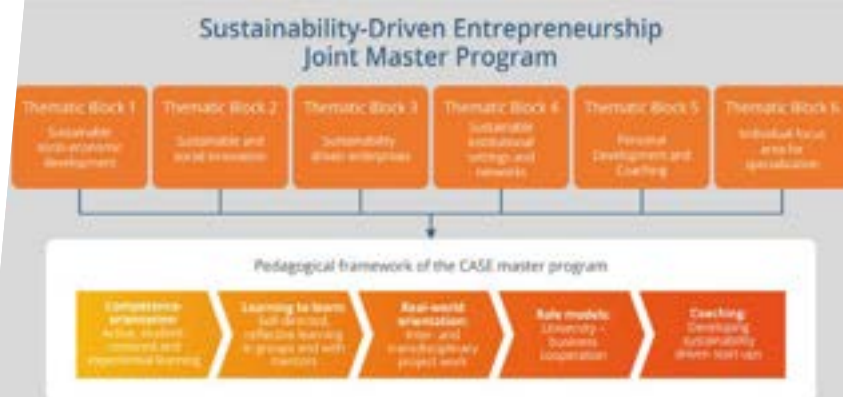 Sustainability-Driven Entrepreneurship
Joint Master Program
Thematic Block 1
Sustainable
socio-economic
development
Thematic Block 2
Sustainable and
social innovation
Thematic Block 3
Sustainability
driven enterprises
Thematic Block 4
Sustainable
institutional
settings and
networks
Thematic Block 5
Personal
Development and
Coaching
Thematic Block 6
Individual focus
area for
specialization
Pedagogical framework of the CASE master program
Competence
orientation:
Active, student-
centered and
experiential learning
Learning to learn:
Self-directed,
reflective learning
in groups and with
mentors
Real-world
orientation:
Inter- and
transdisciplinary
project work
Role models:
University –
business
cooperation
Coaching:
Developing
sustainability
driven start-ups